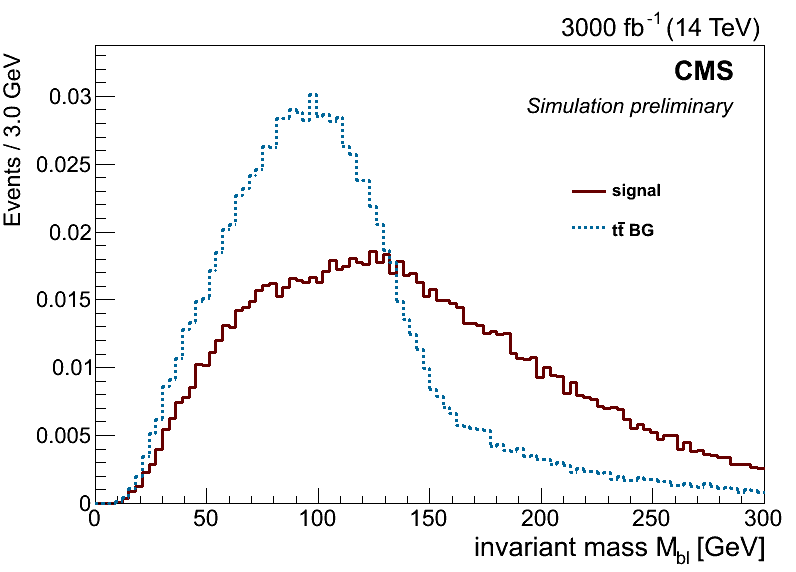 3000 fb⁻¹ (14 TeV)
CMS
Simulation preliminary
signal
tt̄ BG
Events / 3.0 GeV
0.03
0.025
0.02
0.015
0.01
0.005
0
0 50 100 150 200 250 300
invariant mass M_bl [GeV]